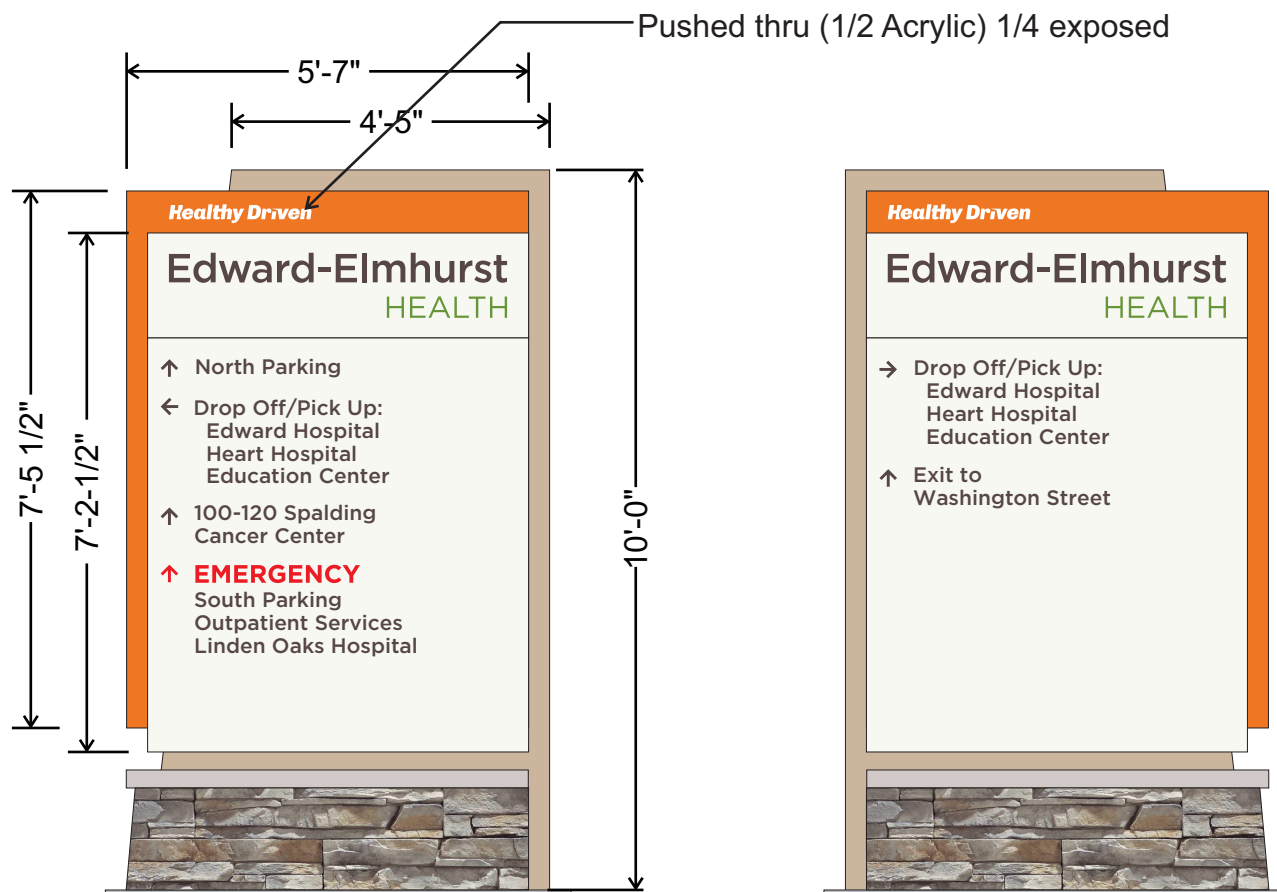 Pushed thru (1/2 Acrylic) 1/4 exposed
5'-7"
4'-5"
7'-5 1/2"
7'-2-1/2"
10'-0"
Healthy Driven
Edward-Elmhurst
HEALTH
↑ North Parking
← Drop Off/Pick Up:
Edward Hospital
Heart Hospital
Education Center
↑ 100-120 Spalding
Cancer Center
↑ EMERGENCY
South Parking
Outpatient Services
Linden Oaks Hospital
Healthy Driven
Edward-Elmhurst
HEALTH
→ Drop Off/Pick Up:
Edward Hospital
Heart Hospital
Education Center
↑ Exit to
Washington Street